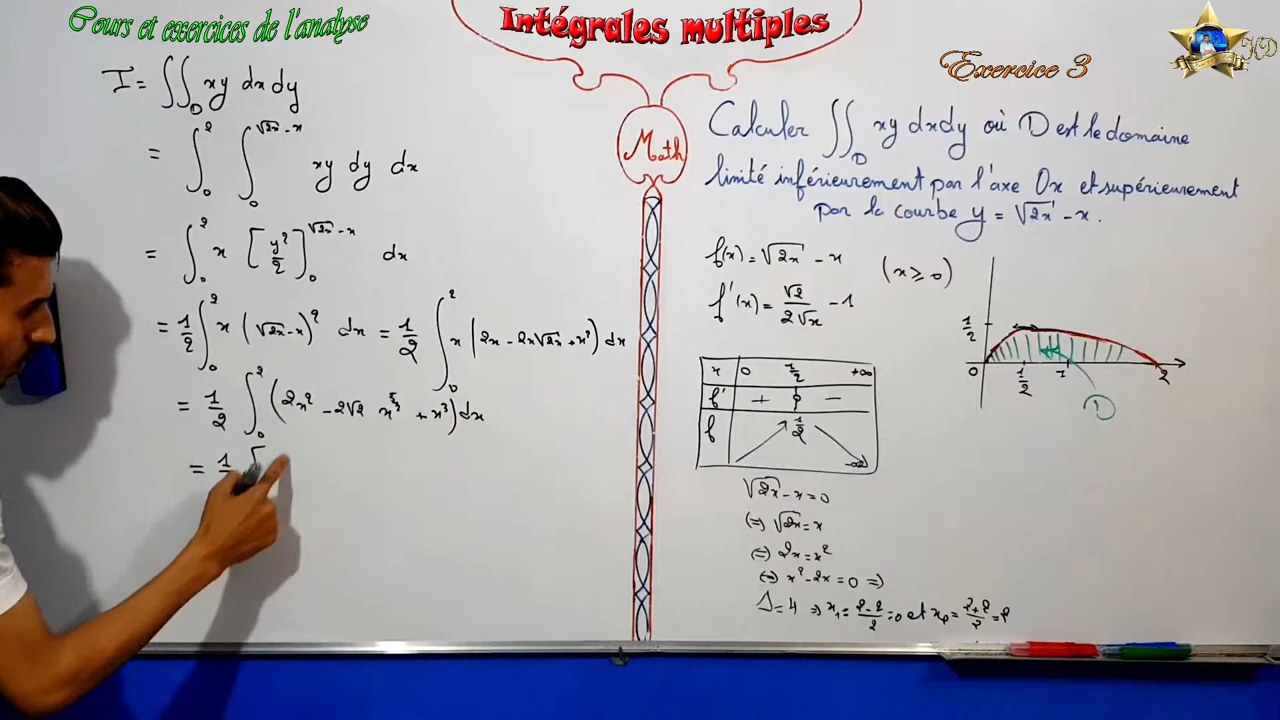 Cours et exercices de l'analyse
Intégrales multiples
Exercice 3
HD
Math
I = ∬_D xy dx dy
= ∫_0^2 ∫_0^{√2x - x} xy dy dx
= ∫_0^2 x [y²/2]_0^{√2x - x} dx
= 1/2 ∫_0^2 x (√2x - x)² dx = 1/2 ∫_0^2 x (2x - 2x√2x + x²) dx
= 1/2 ∫_0^2 (2x² - 2√2 x^{5/2} + x³) dx
= 1/ [
Calculer ∬_D xy dxdy où D est le domaine
limité inférieurement par l'axe Ox et supérieurement
par la courbe y = √2x - x.
f(x) = √2x - x (x ≥ 0)
f'(x) = √2/2√x - 1
x 0 1/2 +∞
f' + 0 -
f 1/2 -∞
1/2
0 1/2 1 2
D
√2x - x = 0
⇔ √2x = x
⇔ 2x = x²
⇔ x² - 2x = 0 ⇒
Δ = 4 ⇒ x₁ = 2-2/2 = 0 et x₂ = 2+2/2 = 2